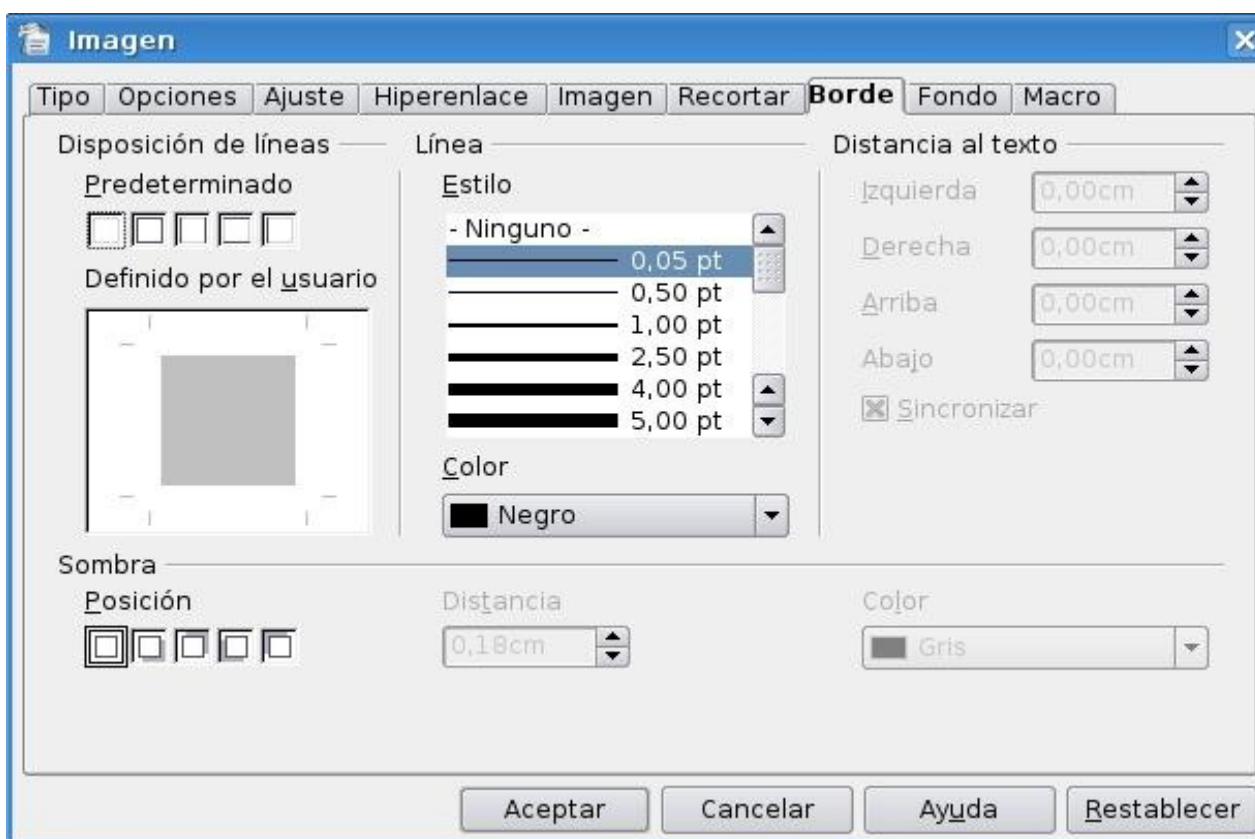 Imagen
Tipo Opciones Ajuste Hiperenlace Imagen Recortar Borde Fondo Macro
Disposición de líneas
Predeterminado
Definido por el usuario
Línea
Estilo
- Ninguno -
0,05 pt
0,50 pt
1,00 pt
2,50 pt
4,00 pt
5,00 pt
Color
Negro
Distancia al texto
Izquierda 0,00cm
Derecha 0,00cm
Arriba 0,00cm
Abajo 0,00cm
Sincronizar
Sombra
Posición
Distancia
0,18cm
Color
Gris
Aceptar Cancelar Ayuda Restablecer